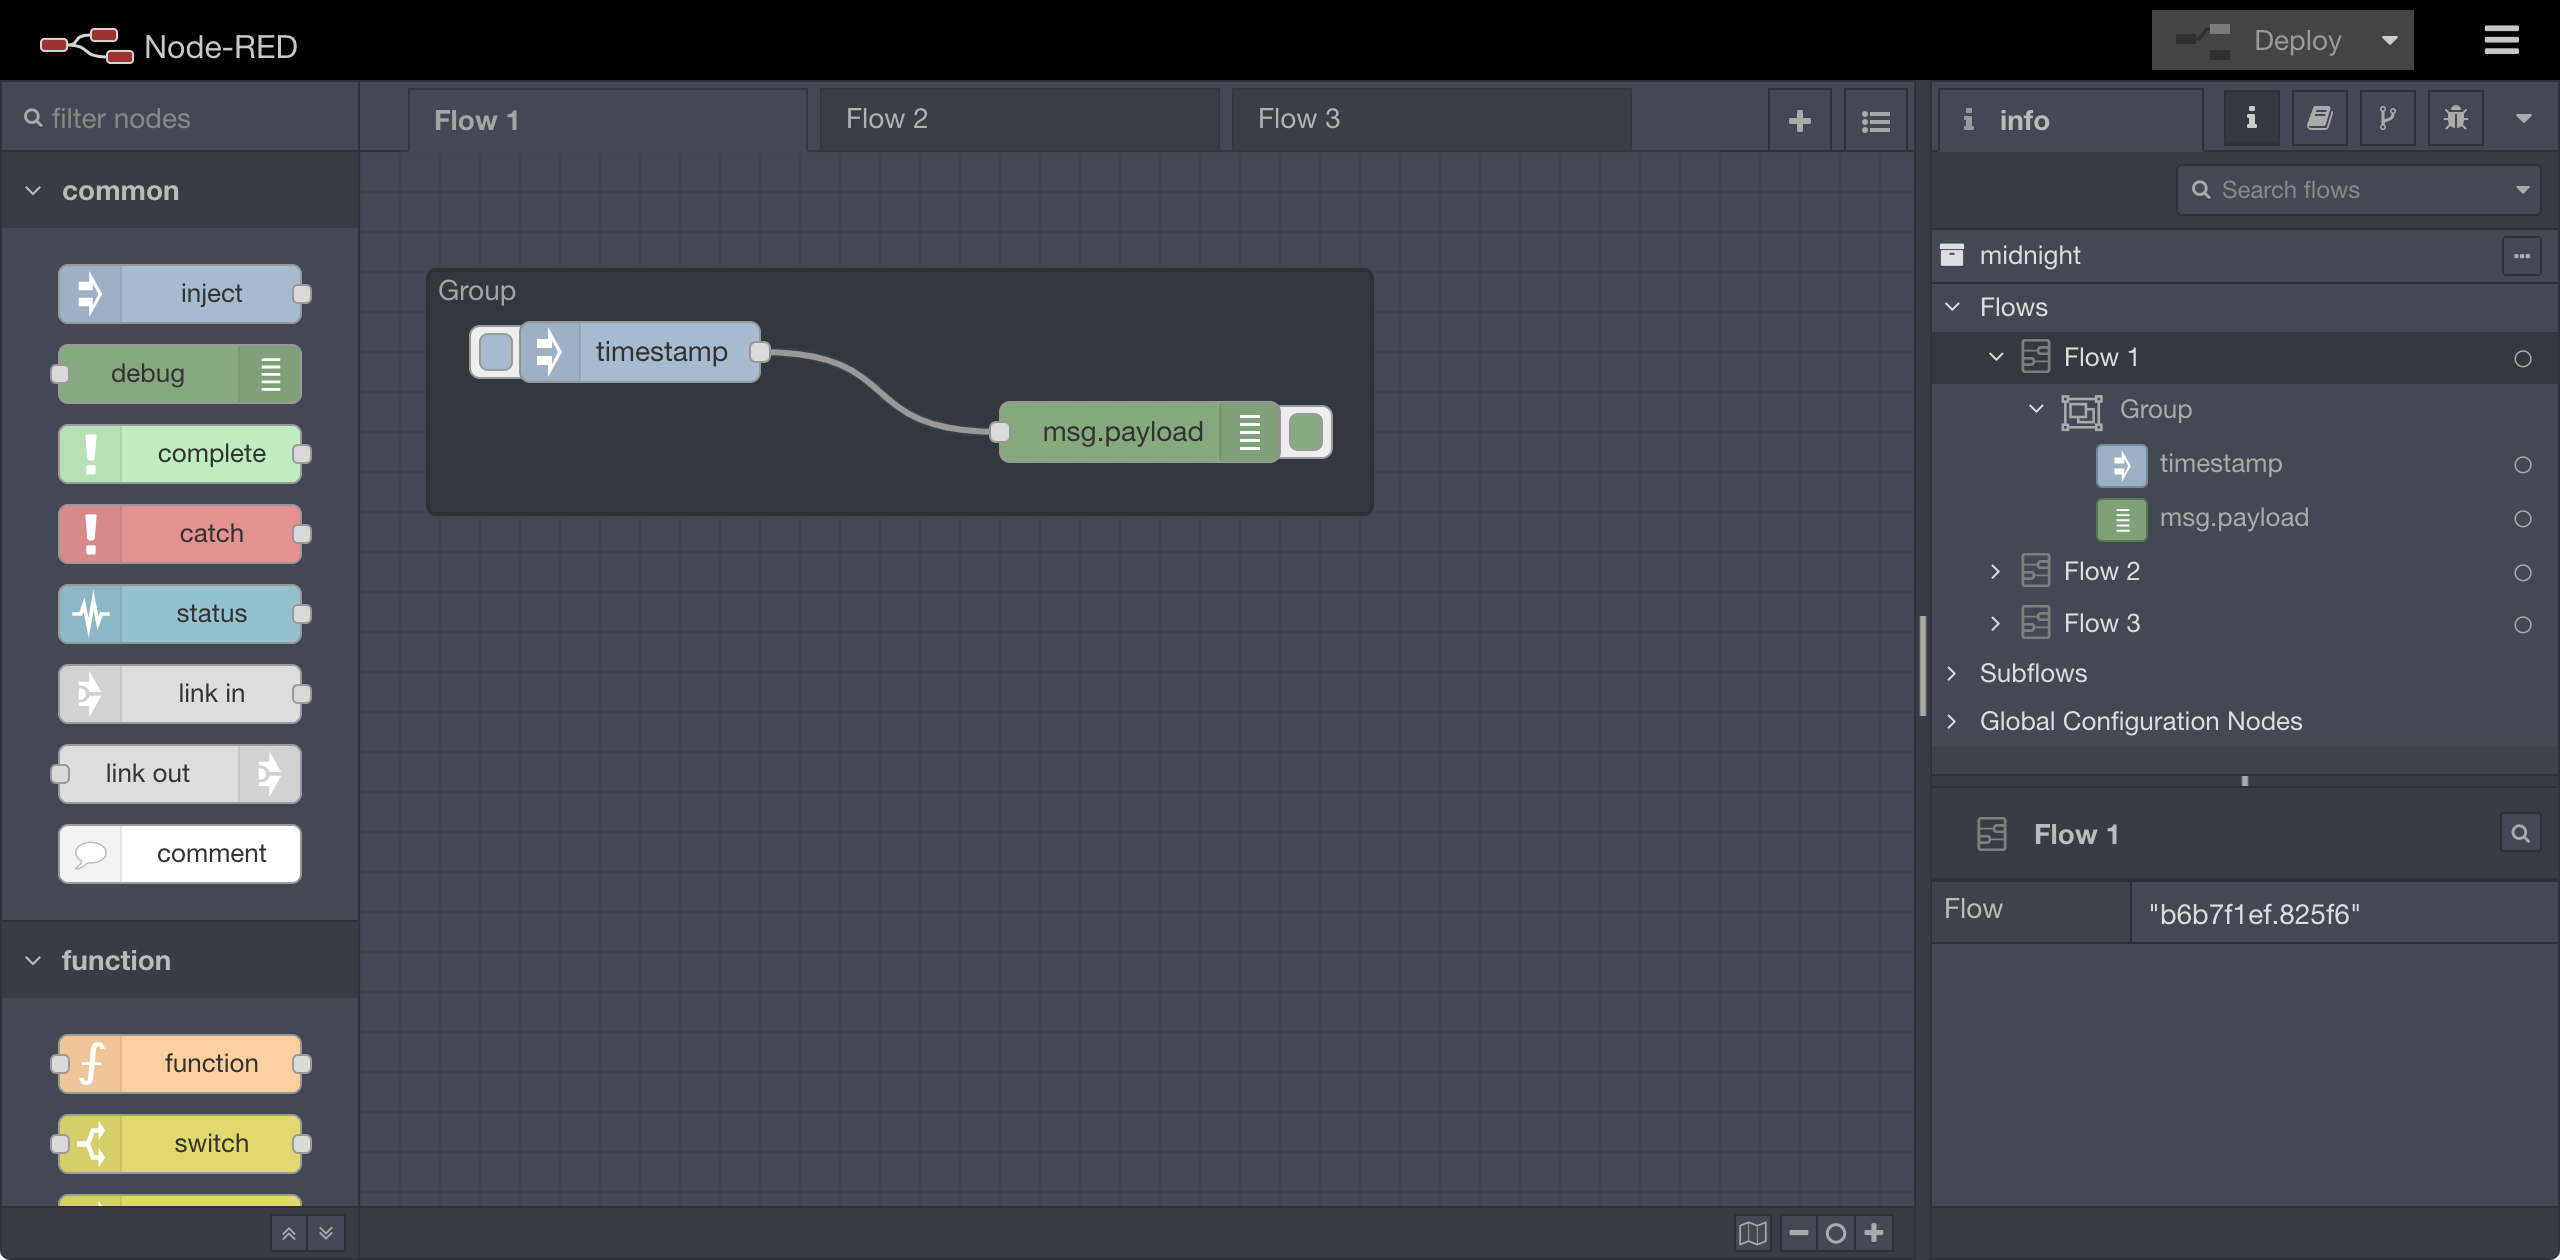 Node-RED
Deploy
filter nodes
common
inject
debug
complete
catch
status
link in
link out
comment
function
function
switch
Flow 1
Flow 2
Flow 3
Group
timestamp
msg.payload
info
Search flows
midnight
Flows
Flow 1
Group
timestamp
msg.payload
Flow 2
Flow 3
Subflows
Global Configuration Nodes
Flow 1
Flow "b6b7f1ef.825f6"